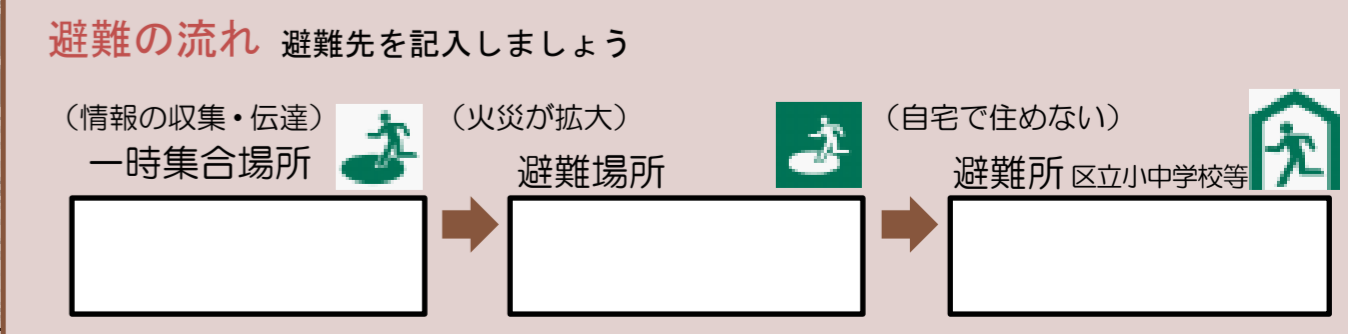 避難の流れ 避難先を記入しましょう
（情報の収集・伝達）
一時集合場所
（火災が拡大）
避難場所
（自宅で住めない）
避難所 区立小中学校等